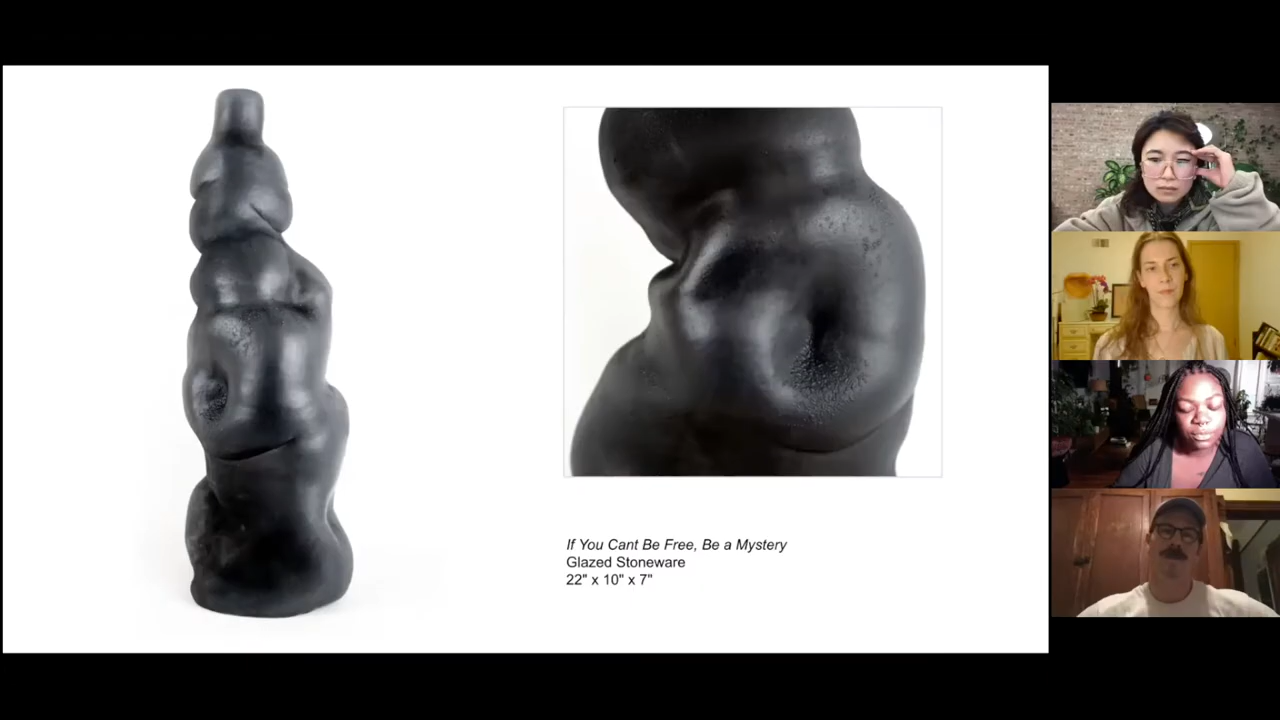 If You Cant Be Free, Be a Mystery
Glazed Stoneware
22" x 10" x 7"